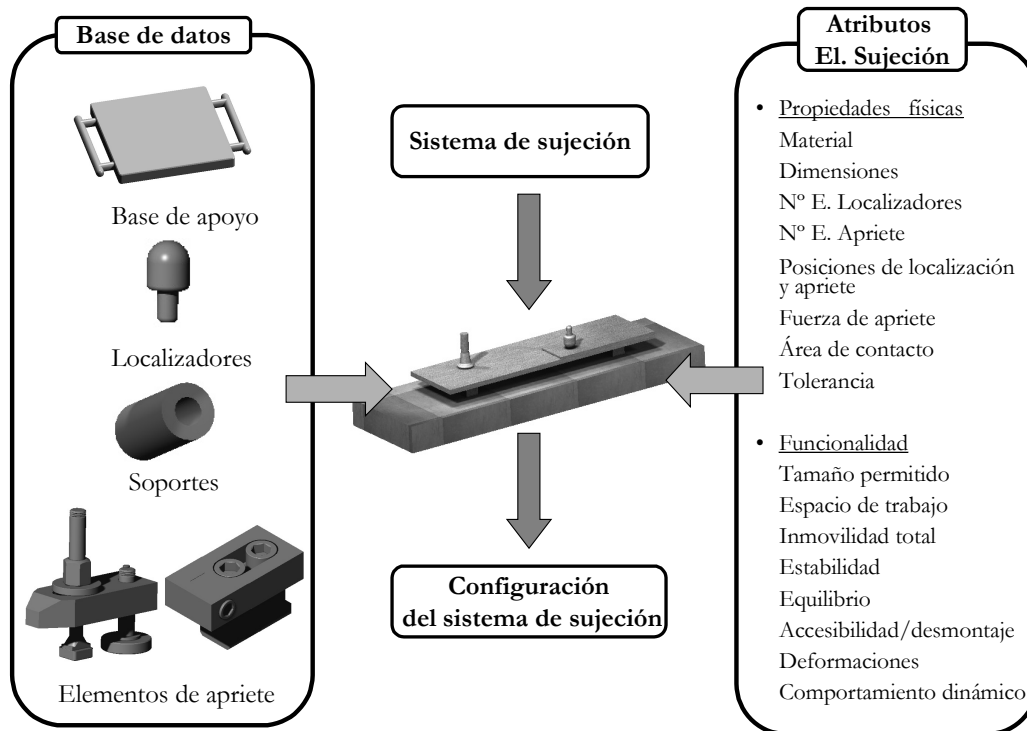 Base de datos
Base de apoyo
Localizadores
Soportes
Elementos de apriete
Sistema de sujeción
Configuración
del sistema de sujeción
Atributos
El. Sujeción
• Propiedades físicas
Material
Dimensiones
Nº E. Localizadores
Nº E. Apriete
Posiciones de localización
y apriete
Fuerza de apriete
Área de contacto
Tolerancia
• Funcionalidad
Tamaño permitido
Espacio de trabajo
Inmovilidad total
Estabilidad
Equilibrio
Accesibilidad/desmontaje
Deformaciones
Comportamiento dinámico